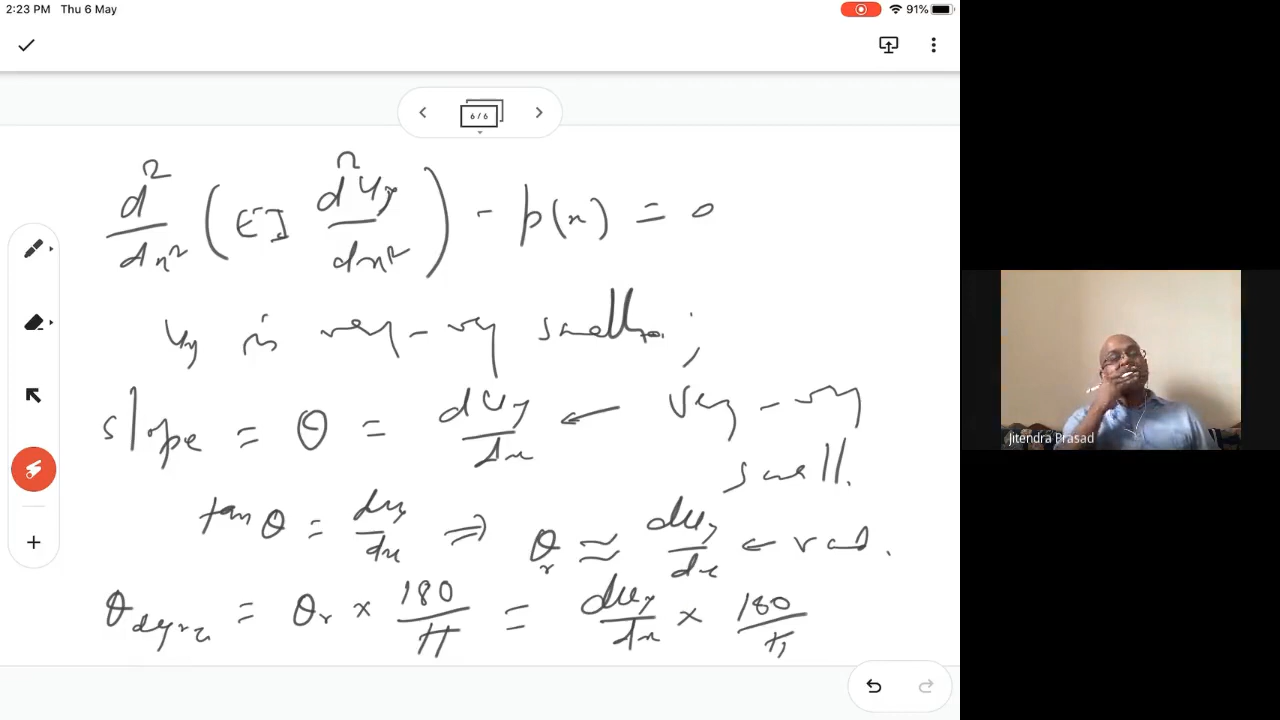 2:23 PM Thu 6 May
91%
6/6
d²/dx² (EI d²uy/dx²) - p(x) = 0
uy is very-very small ;
slope = θ = duy/dx ← very-very
small.
tan θ = duy/dx ⇒ θr ≈ duy/dx ← rad.
θdegree = θr × 180/π = duy/dx × 180/π
Jitendra Prasad